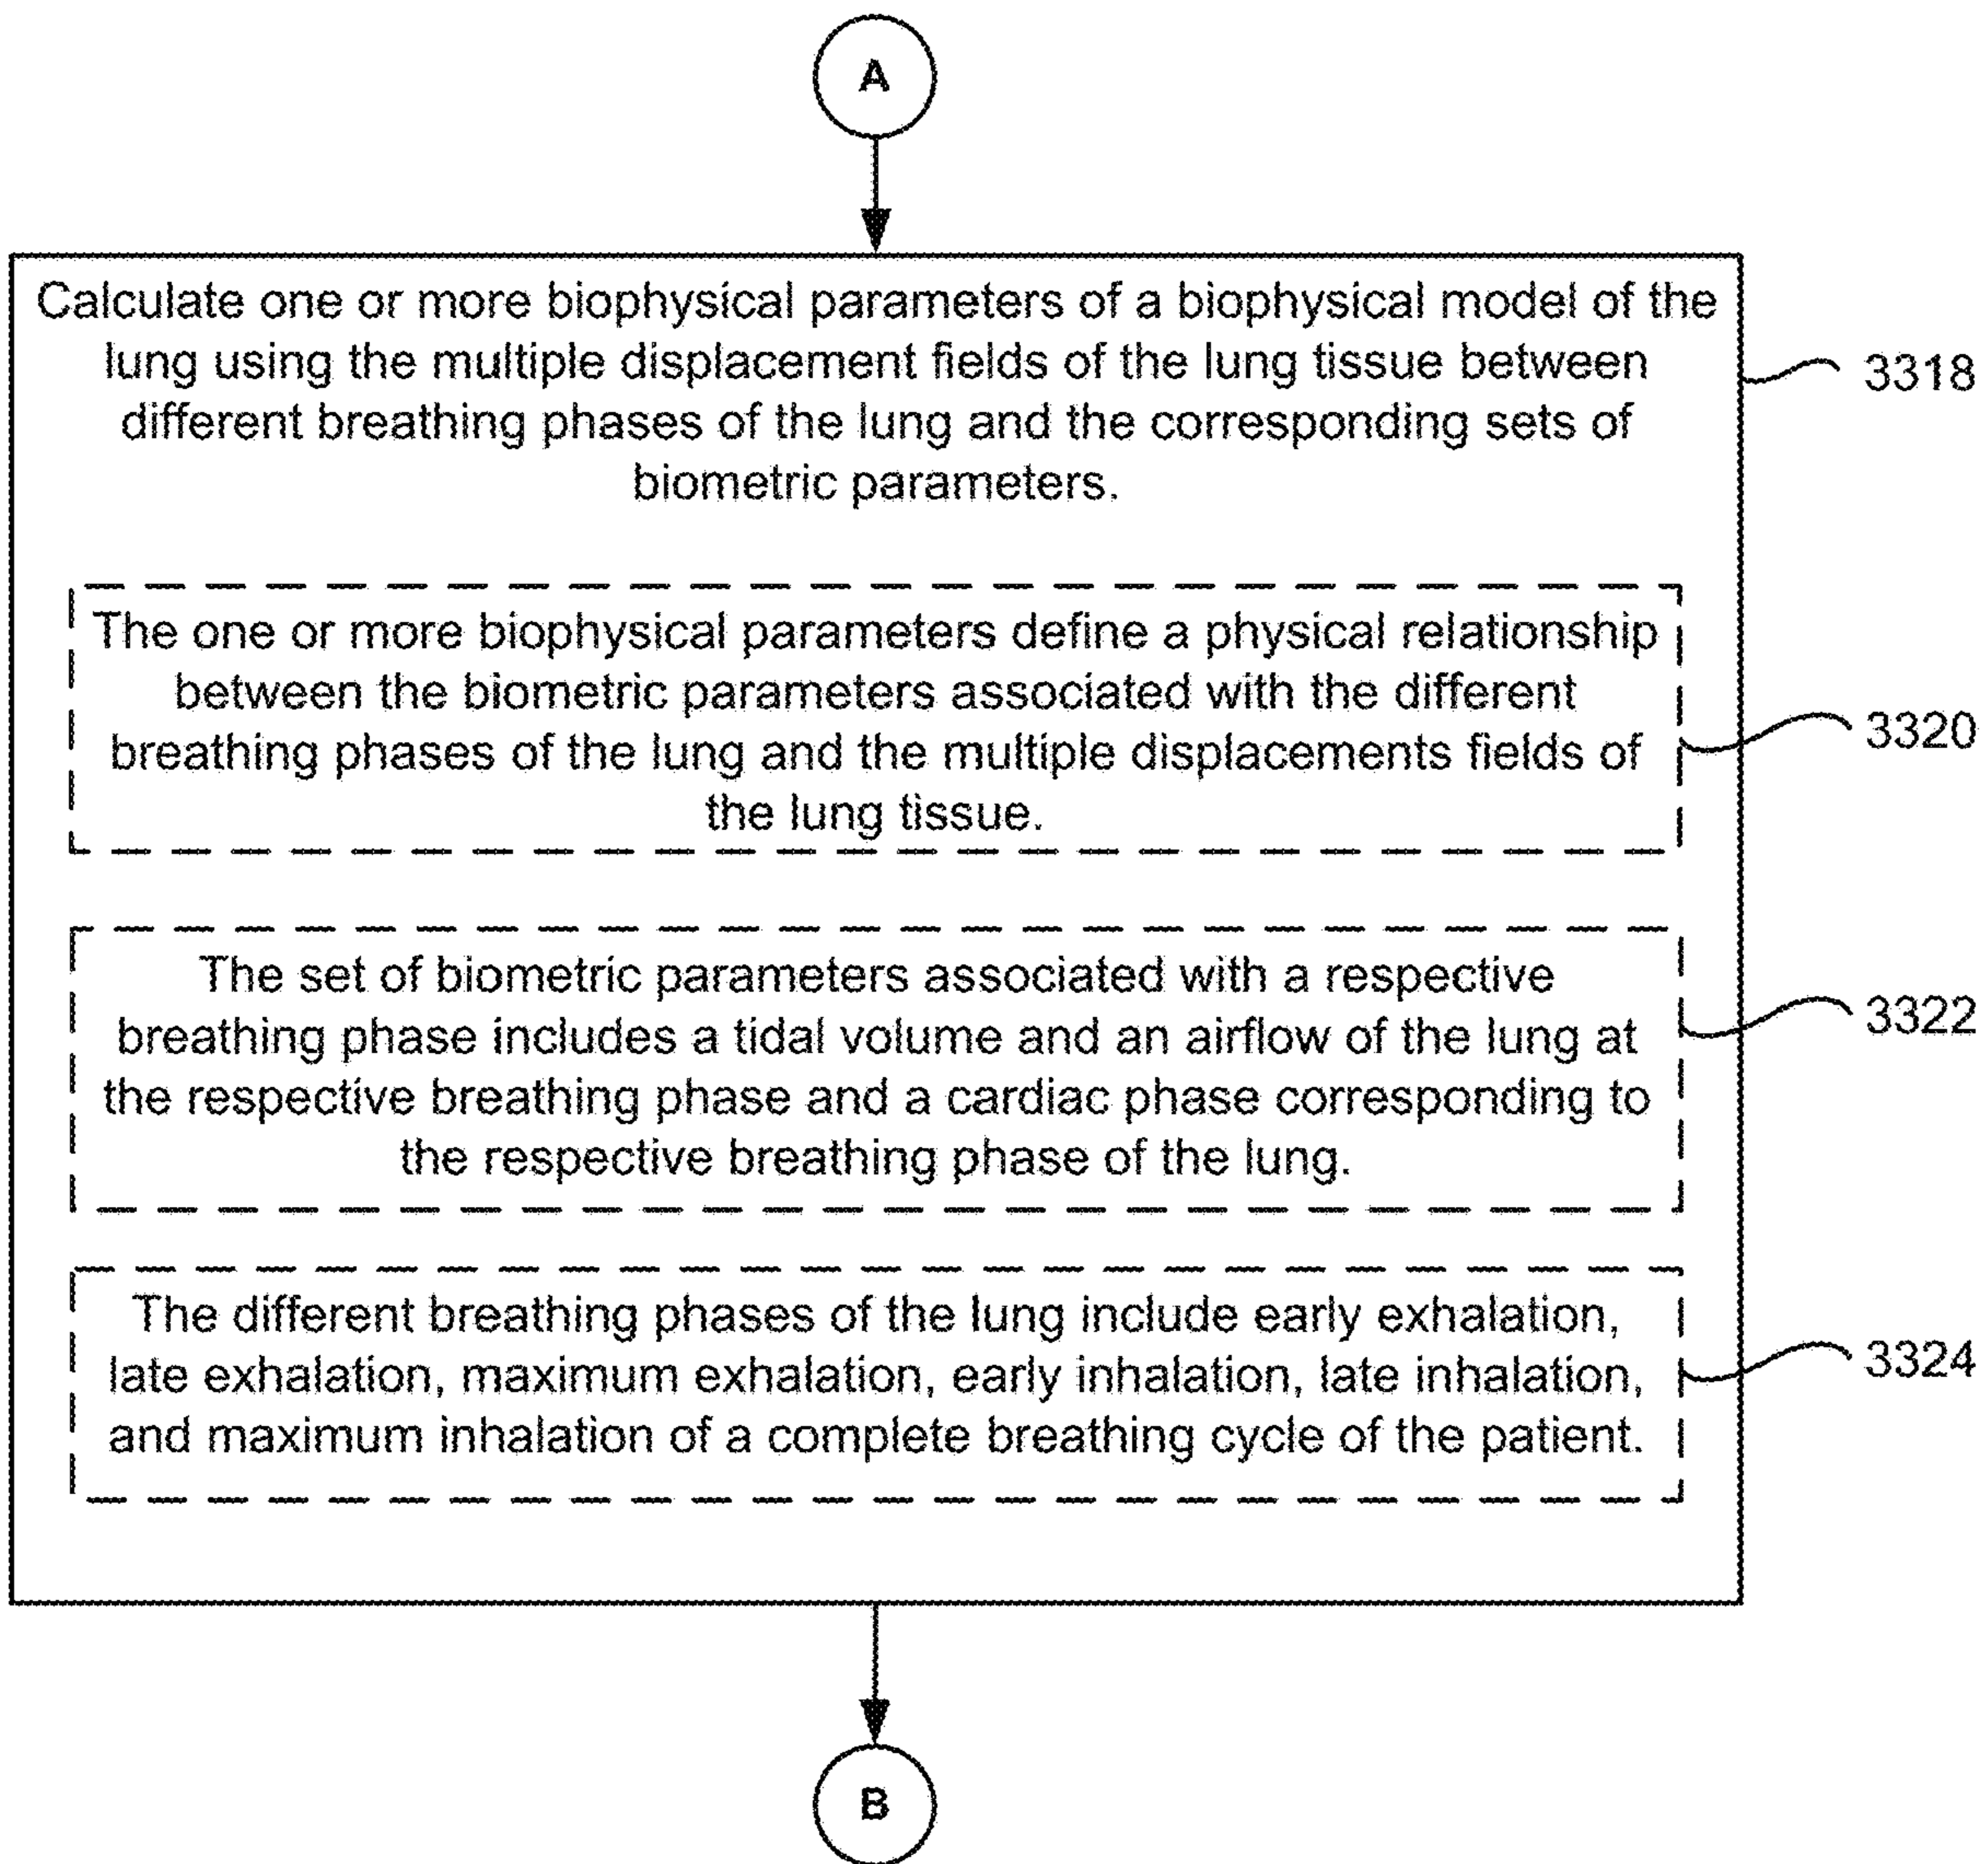 A
Calculate one or more biophysical parameters of a biophysical model of the
lung using the multiple displacement fields of the lung tissue between
different breathing phases of the lung and the corresponding sets of
biometric parameters.
3318
The one or more biophysical parameters define a physical relationship
between the biometric parameters associated with the different
breathing phases of the lung and the multiple displacements fields of
the lung tissue.
3320
The set of biometric parameters associated with a respective
breathing phase includes a tidal volume and an airflow of the lung at
the respective breathing phase and a cardiac phase corresponding to
the respective breathing phase of the lung.
3322
The different breathing phases of the lung include early exhalation,
late exhalation, maximum exhalation, early inhalation, late inhalation,
and maximum inhalation of a complete breathing cycle of the patient.
3324
B